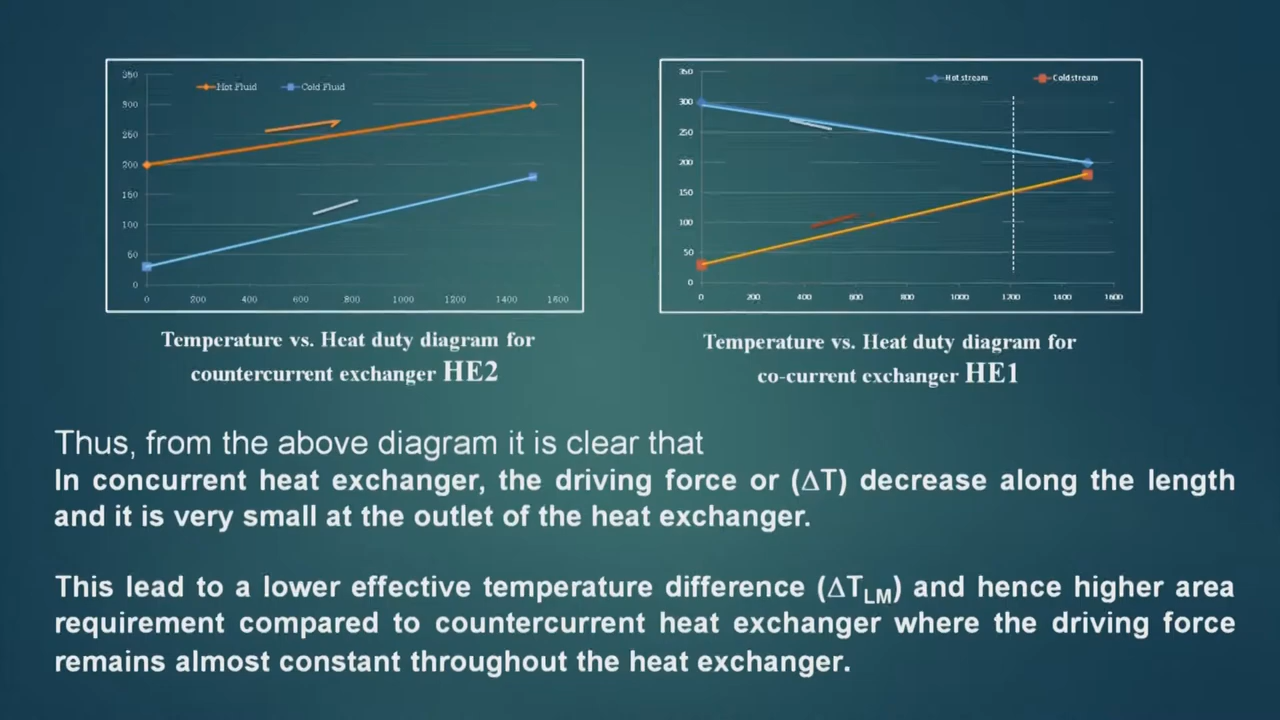 Hot Fluid Cold Fluid
350
300
250
200
150
100
50
0
0 200 400 600 800 1000 1200 1400 1600
Temperature vs. Heat duty diagram for
countercurrent exchanger HE2
Hot stream Cold stream
350
300
250
200
150
100
50
0
0 200 400 600 800 1000 1200 1400 1600
Temperature vs. Heat duty diagram for
co-current exchanger HE1
Thus, from the above diagram it is clear that
In concurrent heat exchanger, the driving force or (ΔT) decrease along the length
and it is very small at the outlet of the heat exchanger.
This lead to a lower effective temperature difference (ΔTLM) and hence higher area
requirement compared to countercurrent heat exchanger where the driving force
remains almost constant throughout the heat exchanger.